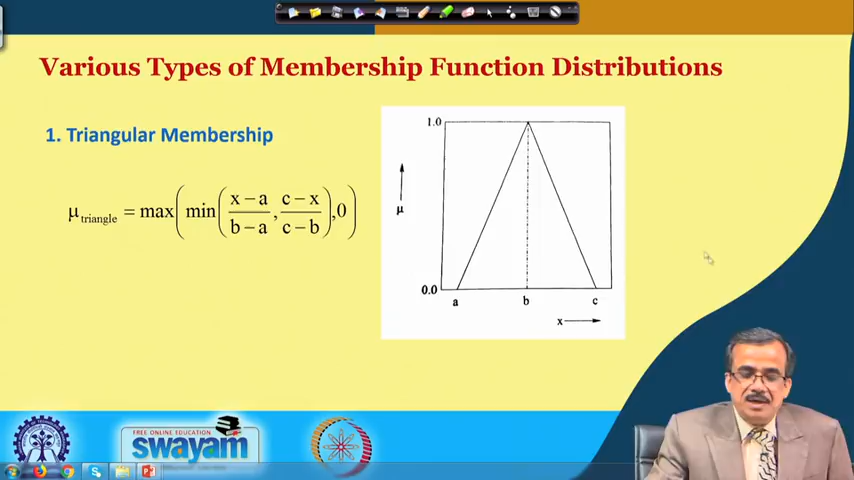 Various Types of Membership Function Distributions
1. Triangular Membership
μ triangle = max(min((x − a)/(b − a), (c − x)/(c − b)), 0)
1.0
μ
0.0
a b c
x
FREE ONLINE EDUCATION
swayam